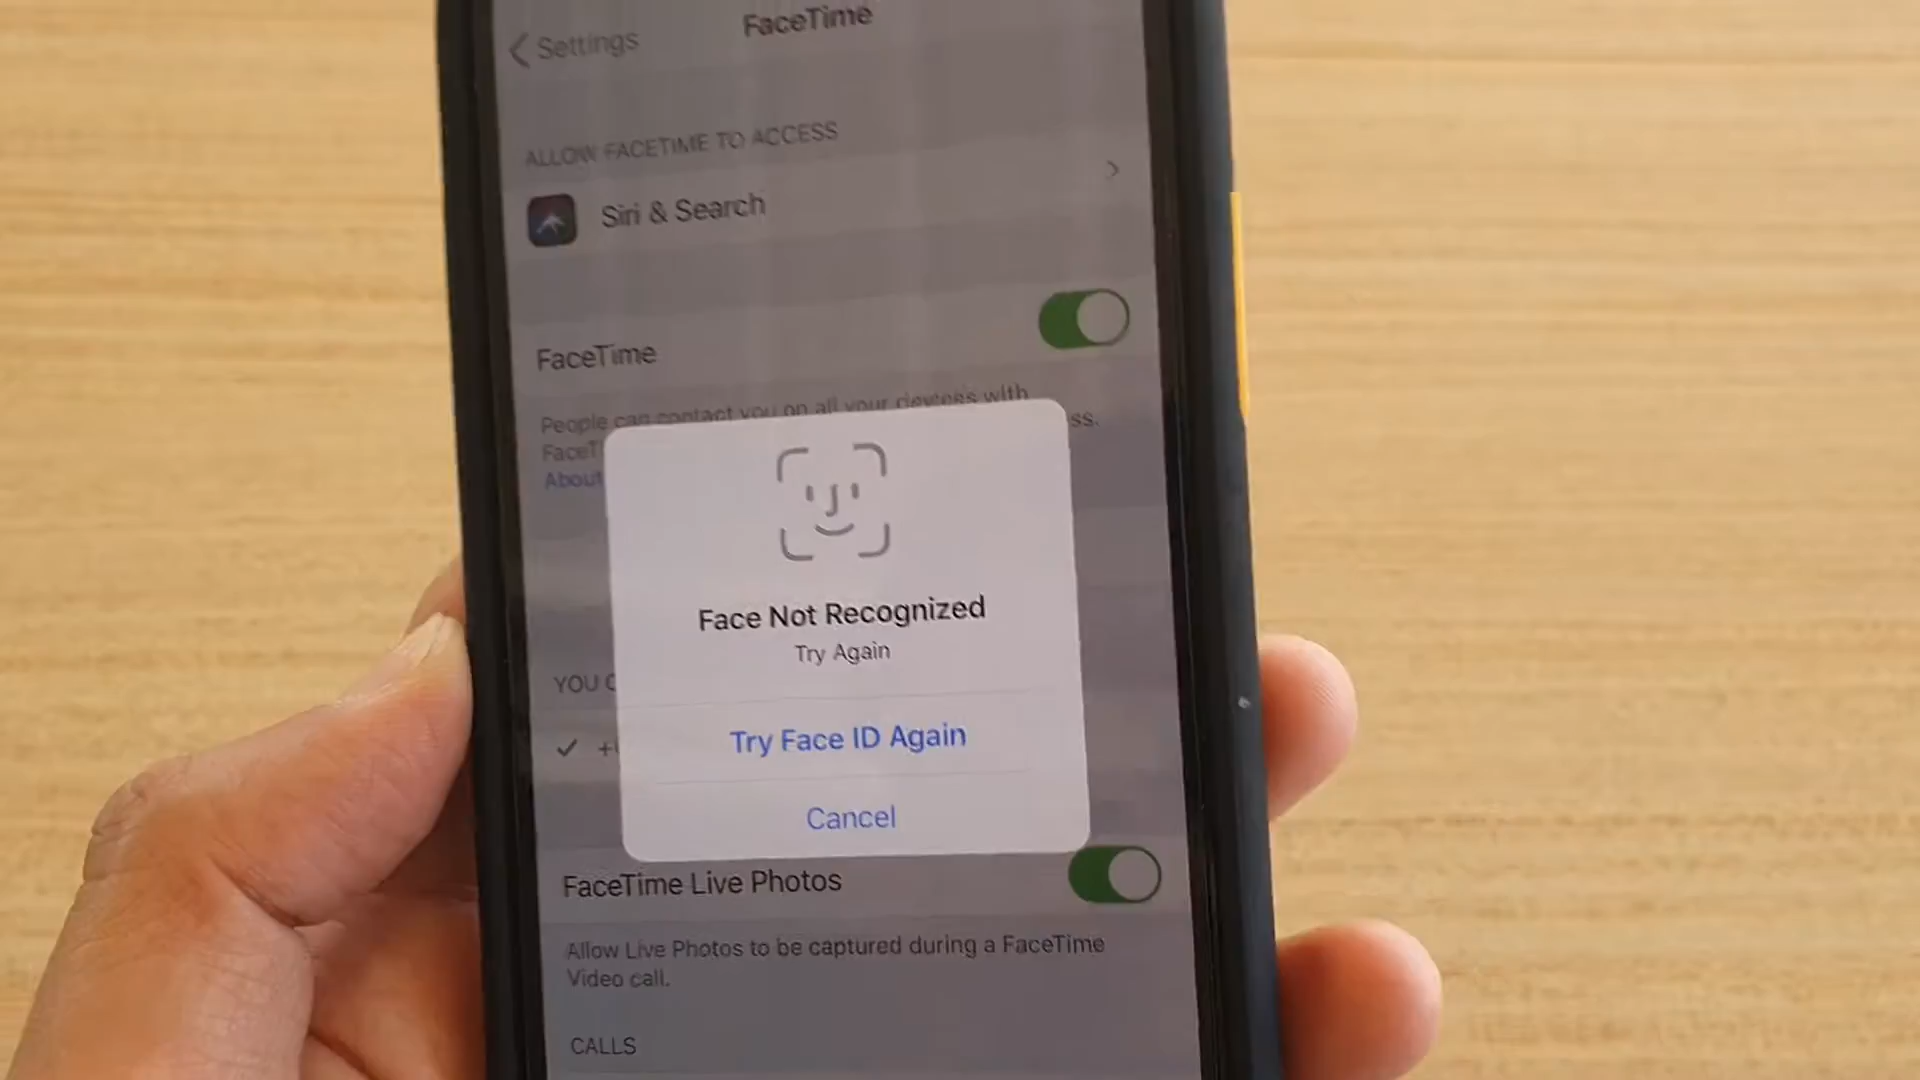 Settings
FaceTime
ALLOW FACETIME TO ACCESS
Siri & Search
FaceTime
People can contact you on all your devices with
FaceT
ss.
About
Face Not Recognized
Try Again
YOU C
Try Face ID Again
Cancel
FaceTime Live Photos
Allow Live Photos to be captured during a FaceTime
Video call.
CALLS